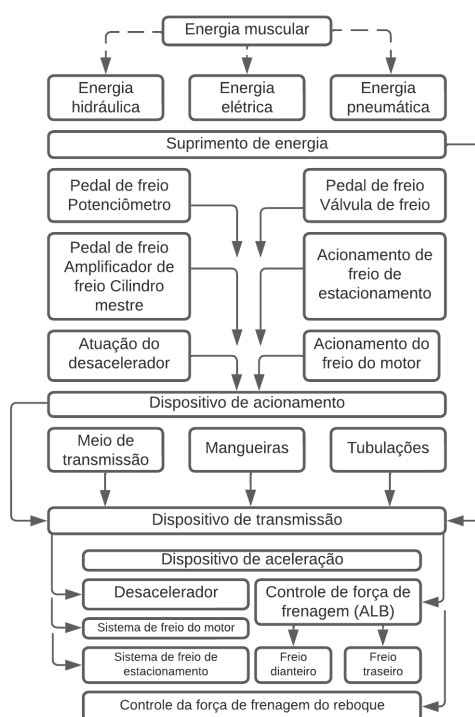 Energia muscular
Energia
hidráulica
Energia
elétrica
Energia
pneumática
Suprimento de energia
Pedal de freio
Potenciômetro
Pedal de freio
Válvula de freio
Pedal de freio
Amplificador de
freio Cilindro
mestre
Acionamento de
freio de
estacionamento
Atuação do
desacelerador
Acionamento do
freio do motor
Dispositivo de acionamento
Meio de
transmissão
Mangueiras
Tubulações
Dispositivo de transmissão
Dispositivo de aceleração
Desacelerador
Controle de força de
frenagem (ALB)
Sistema de freio do motor
Sistema de freio de
estacionamento
Freio
dianteiro
Freio
traseiro
Controle da força de frenagem do reboque